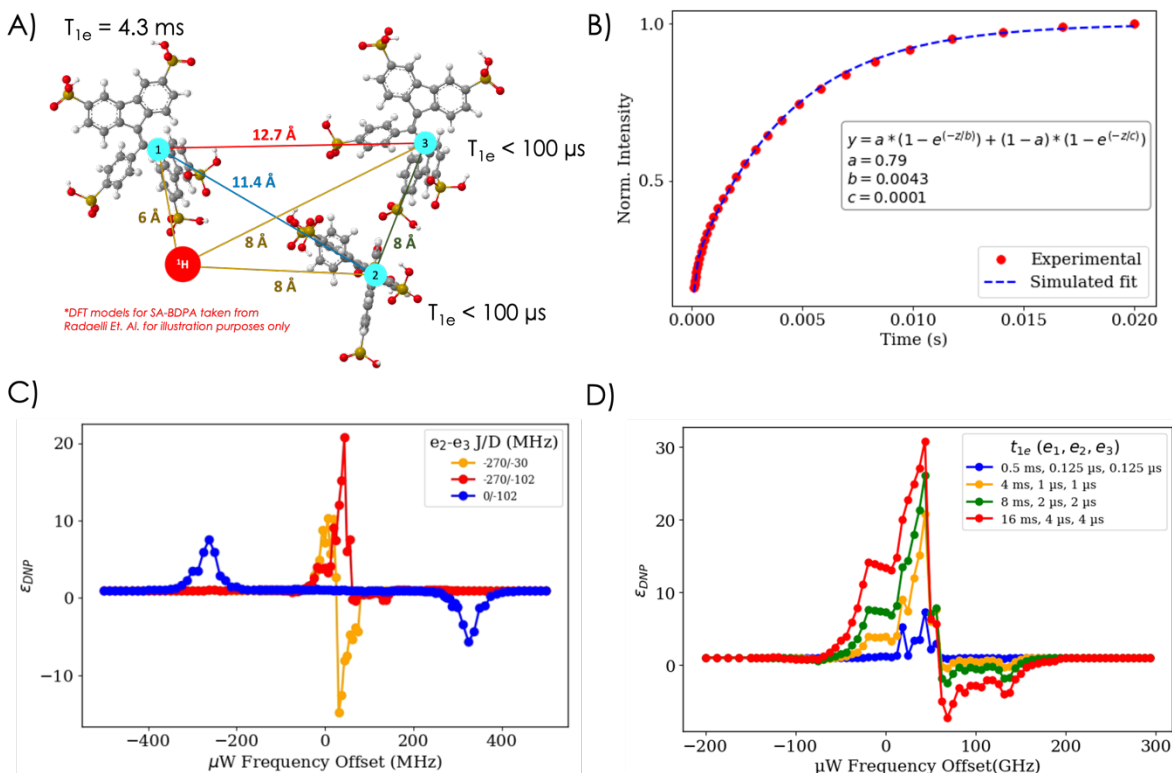 A)
T1e = 4.3 ms
1
12.7 Å
3
T1e < 100 µs
11.4 Å
6 Å
8 Å
8 Å
1H
8 Å
2
T1e < 100 µs
*DFT models for SA-BDPA taken from
Radaelli Et. Al. for illustration purposes only
B)
1.0
0.5
Norm. Intensity
y = a*(1−e^(−z/b)) + (1−a)*(1−e^(−z/c))
a = 0.79
b = 0.0043
c = 0.0001
Experimental
Simulated fit
0.000 0.005 0.010 0.015 0.020
Time (s)
C)
20
10
0
−10
εDNP
e2-e3 J/D (MHz)
-270/-30
-270/-102
0/-102
−400 −200 0 200 400
µW Frequency Offset (MHz)
D)
30
20
10
0
εDNP
t1e (e1, e2, e3)
0.5 ms, 0.125 µs, 0.125 µs
4 ms, 1 µs, 1 µs
8 ms, 2 µs, 2 µs
16 ms, 4 µs, 4 µs
−200 −100 0 100 200 300
µW Frequency Offset(GHz)